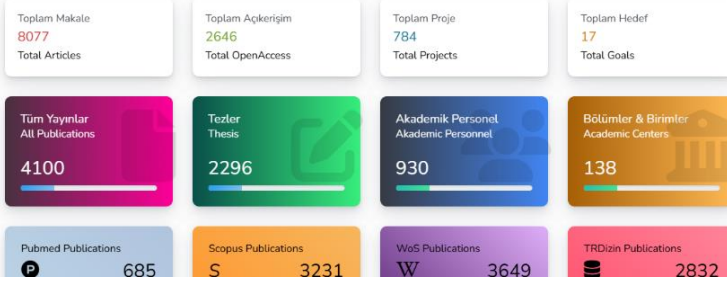 Toplam Makale
8077
Total Articles
Toplam Açıkerişim
2646
Total OpenAccess
Toplam Proje
784
Total Projects
Toplam Hedef
17
Total Goals
Tüm Yayınlar
All Publications
4100
Tezler
Thesis
2296
Akademik Personel
Akademic Personnel
930
Bölümler & Birimler
Academic Centers
138
Pubmed Publications
P 685
Scopus Publications
S 3231
WoS Publications
W 3649
TRDizin Publications
2832